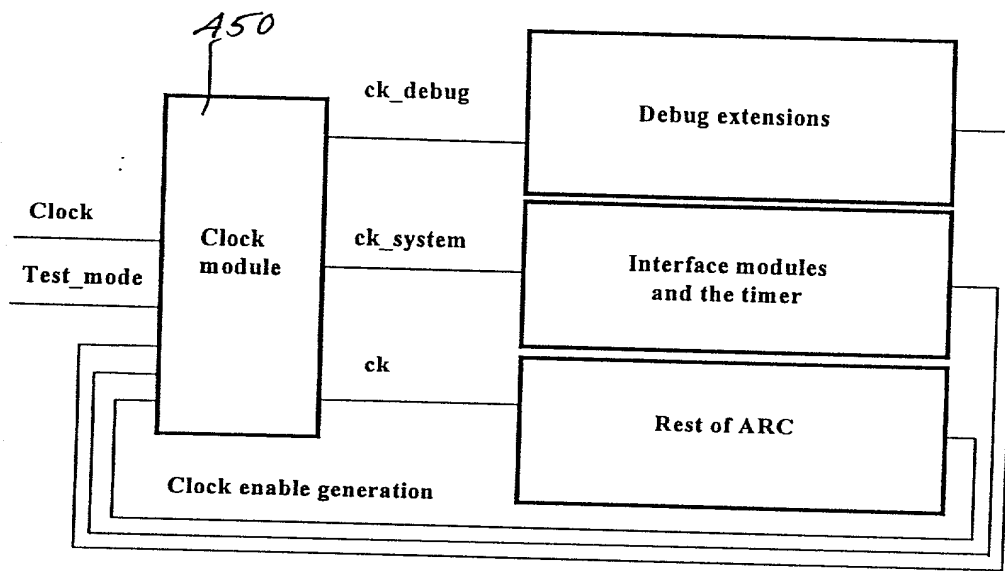 450
ck_debug
Debug extensions
Clock
Test_mode
Clock
module
ck_system
Interface modules
and the timer
ck
Rest of ARC
Clock enable generation